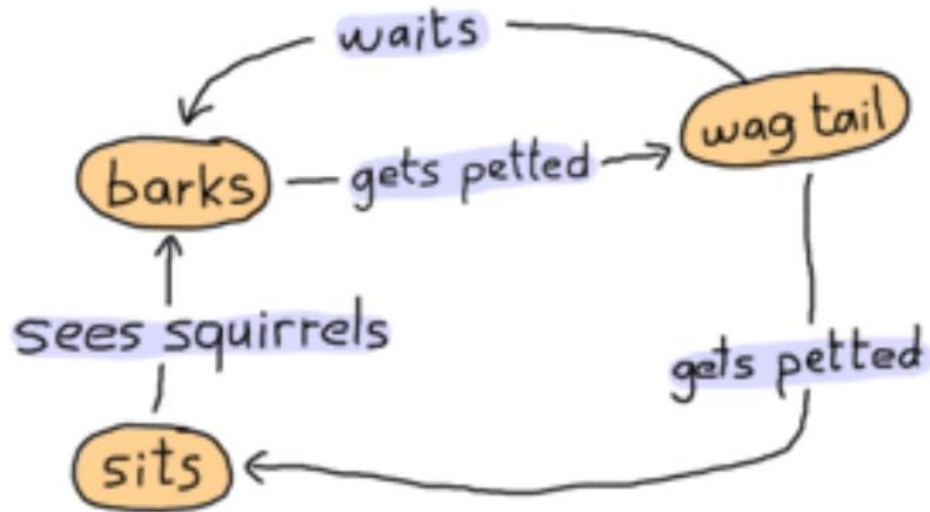 waits
wag tail
barks
gets petted
sees squirrels
gets petted
sits